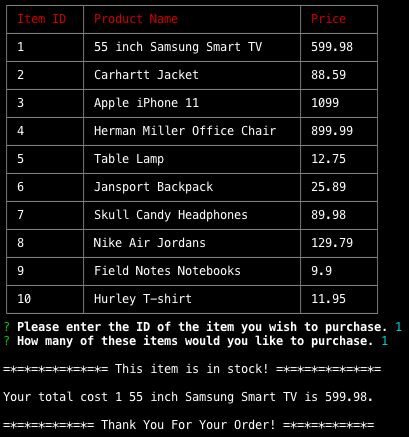 Item ID Product Name Price
1 55 inch Samsung Smart TV 599.98
2 Carhartt Jacket 88.59
3 Apple iPhone 11 1099
4 Herman Miller Office Chair 899.99
5 Table Lamp 12.75
6 Jansport Backpack 25.89
7 Skull Candy Headphones 89.98
8 Nike Air Jordans 129.79
9 Field Notes Notebooks 9.9
10 Hurley T-shirt 11.95
? Please enter the ID of the item you wish to purchase. 1
? How many of these items would you like to purchase. 1
=*=*=*=*=*=*=*= This item is in stock! =*=*=*=*=*=*=*=
Your total cost 1 55 inch Samsung Smart TV is 599.98.
=*=*=*=*=*=*= Thank You For Your Order! =*=*=*=*=*=*=